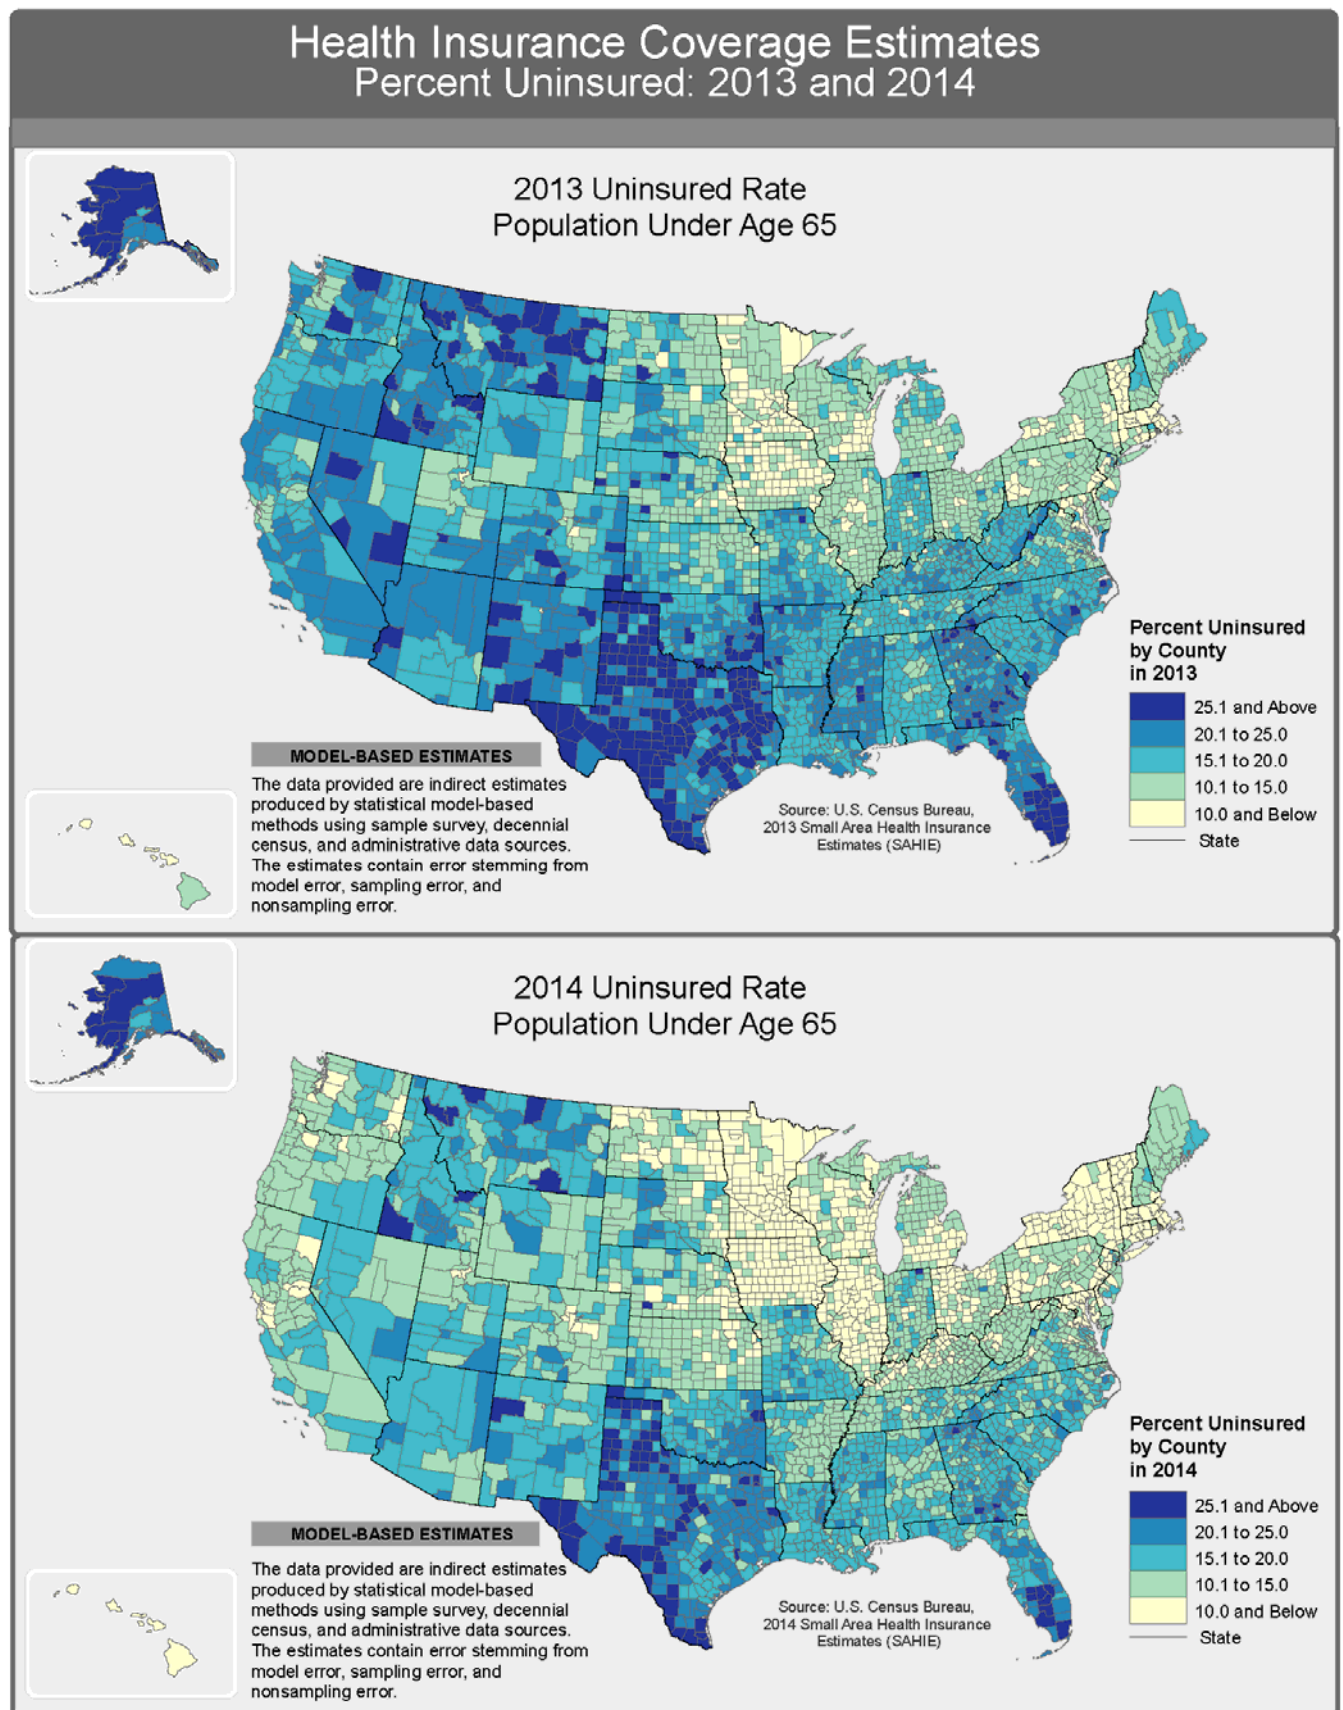 Health Insurance Coverage Estimates
Percent Uninsured: 2013 and 2014
2013 Uninsured Rate
Population Under Age 65
MODEL-BASED ESTIMATES
The data provided are indirect estimates
produced by statistical model-based
methods using sample survey, decennial
census, and administrative data sources.
The estimates contain error stemming from
model error, sampling error, and
nonsampling error.
Source: U.S. Census Bureau,
2013 Small Area Health Insurance
Estimates (SAHIE)
Percent Uninsured
by County
in 2013
25.1 and Above
20.1 to 25.0
15.1 to 20.0
10.1 to 15.0
10.0 and Below
State
2014 Uninsured Rate
Population Under Age 65
MODEL-BASED ESTIMATES
The data provided are indirect estimates
produced by statistical model-based
methods using sample survey, decennial
census, and administrative data sources.
The estimates contain error stemming from
model error, sampling error, and
nonsampling error.
Source: U.S. Census Bureau,
2014 Small Area Health Insurance
Estimates (SAHIE)
Percent Uninsured
by County
in 2014
25.1 and Above
20.1 to 25.0
15.1 to 20.0
10.1 to 15.0
10.0 and Below
State